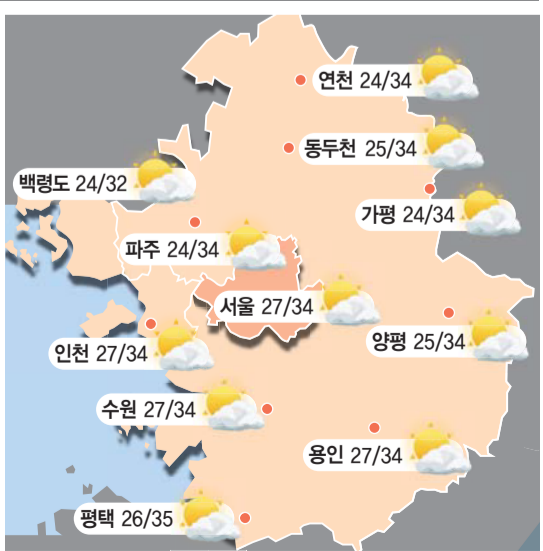 연천 24/34
동두천 25/34
백령도 24/32
가평 24/34
파주 24/34
서울 27/34
양평 25/34
인천 27/34
수원 27/34
용인 27/34
평택 26/35